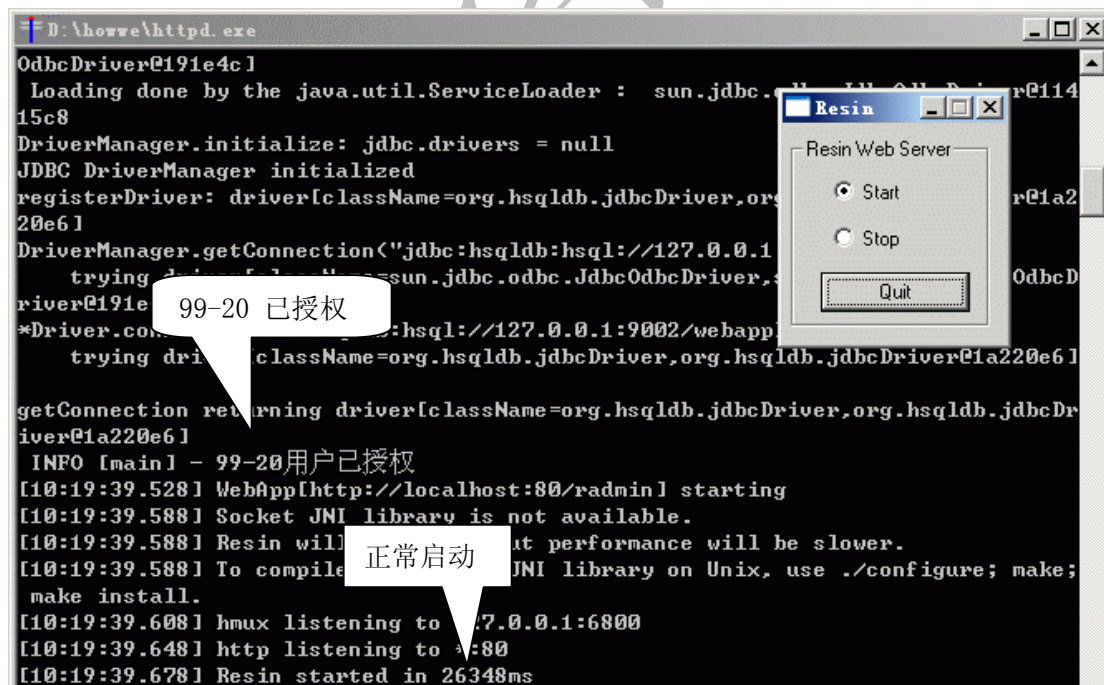 D:\howwe\httpd.exe
OdbcDriver@191e4c]
Loading done by the java.util.ServiceLoader : sun.jdbc.
r@114
15c8
DriverManager.initialize: jdbc.drivers = null
JDBC DriverManager initialized
registerDriver: driver[className=org.hsqldb.jdbcDriver,org
r@1a2
20e6]
DriverManager.getConnection("jdbc:hsqldb:hsql://127.0.0.1
trying sun.jdbc.odbc.JdbcOdbcDriver,s
OdbcD
river@191e
*Driver.con :hsql://127.0.0.1:9002/webapp
trying dri [className=org.hsqldb.jdbcDriver,org.hsqldb.jdbcDriver@1a220e6]
getConnection returning driver[className=org.hsqldb.jdbcDriver,org.hsqldb.jdbcDr
iver@1a220e6]
INFO [main] - 99-20用户已授权
[10:19:39.528] WebApp[http://localhost:80/radmin] starting
[10:19:39.588] Socket JNI library is not available.
[10:19:39.588] Resin will ut performance will be slower.
[10:19:39.588] To compile JNI library on Unix, use ./configure; make;
make install.
[10:19:39.608] hmux listening to 27.0.0.1:6800
[10:19:39.648] http listening to *:80
[10:19:39.678] Resin started in 26348ms
Resin
Resin Web Server
Start
Stop
Quit
99-20 已授权
正常启动